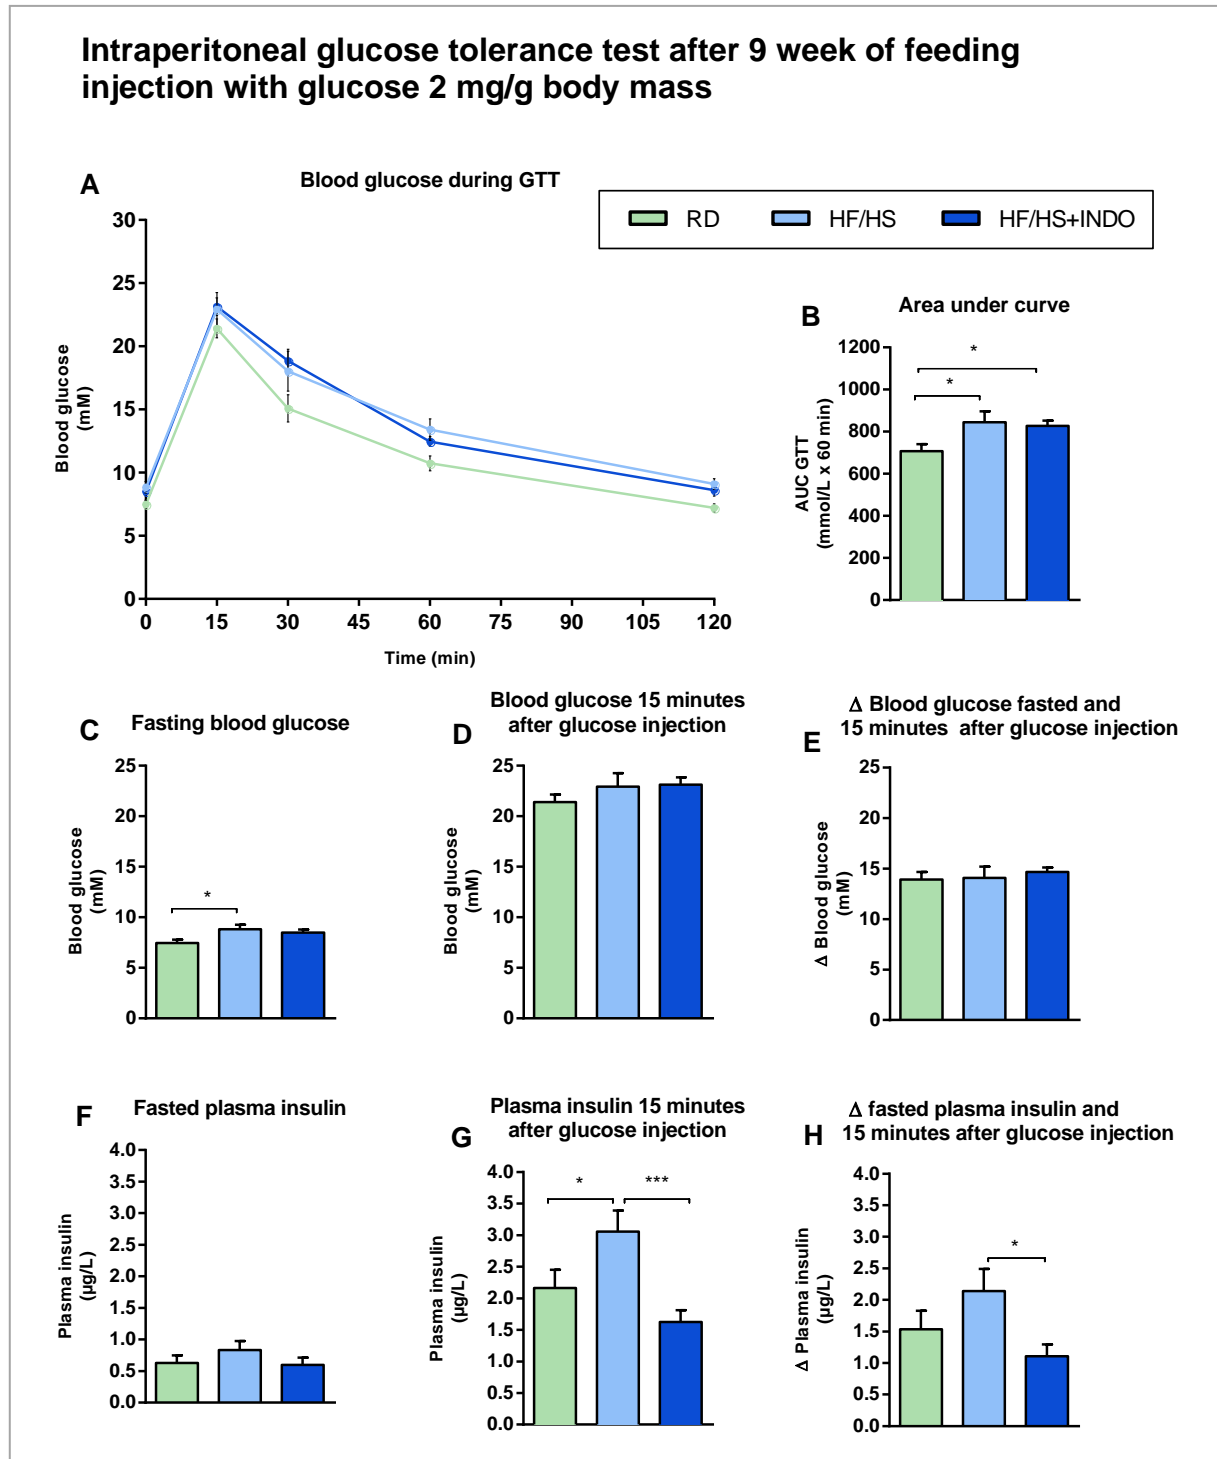 Intraperitoneal glucose tolerance test after 9 week of feeding
injection with glucose 2 mg/g body mass
A
Blood glucose during GTT
RD
HF/HS
HF/HS+INDO
Blood glucose
(mM)
30
25
20
15
10
5
0
0 15 30 45 60 75 90 105 120
Time (min)
B
Area under curve
AUC GTT
(mmol/L x 60 min)
1200
1000
800
600
400
200
0
*
*
C
Fasting blood glucose
Blood glucose
(mM)
25
20
15
10
5
0
*
D
Blood glucose 15 minutes
after glucose injection
Blood glucose
(mM)
25
20
15
10
5
0
E
Δ Blood glucose fasted and
15 minutes after glucose injection
Δ Blood glucose
(mM)
25
20
15
10
5
0
F
Fasted plasma insulin
Plasma insulin
(µg/L)
4.0
3.5
3.0
2.5
2.0
1.5
1.0
0.5
0.0
G
Plasma insulin 15 minutes
after glucose injection
Plasma insulin
(µg/L)
4.0
3.5
3.0
2.5
2.0
1.5
1.0
0.5
0.0
*
***
H
Δ fasted plasma insulin and
15 minutes after glucose injection
Δ Plasma insulin
(µg/L)
4.0
3.5
3.0
2.5
2.0
1.5
1.0
0.5
0.0
*